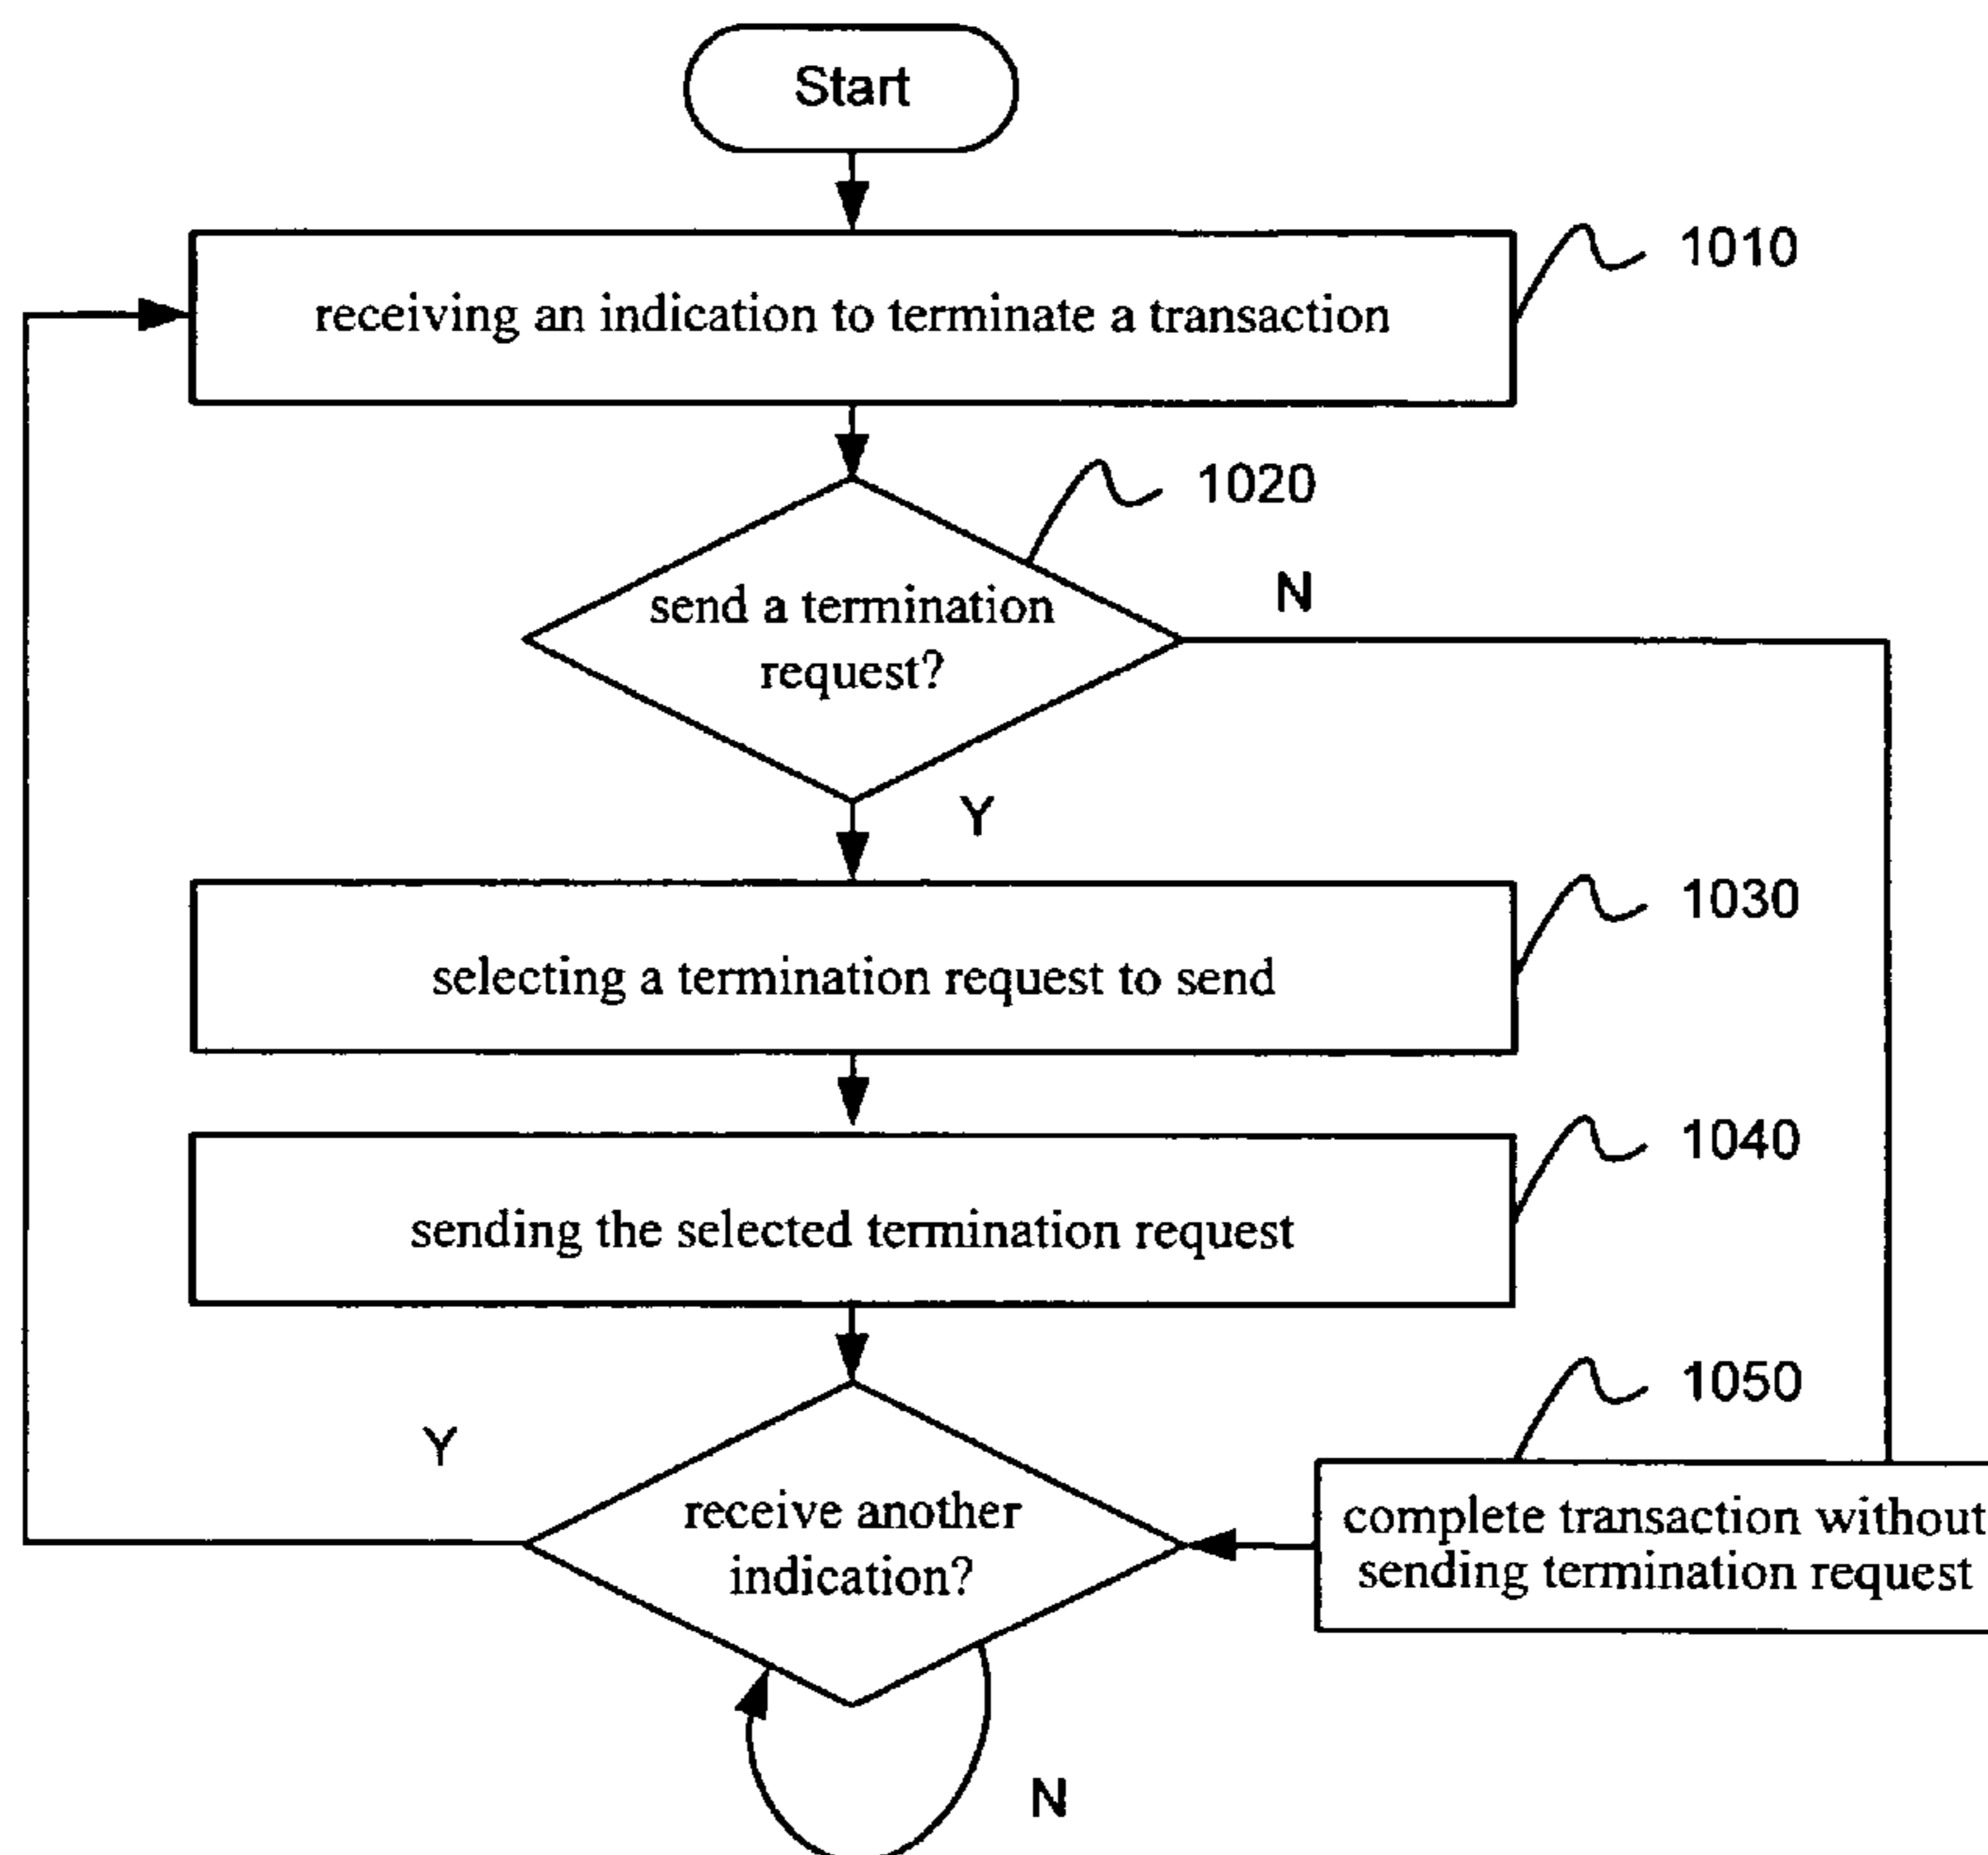 Start
1010
receiving an indication to terminate a transaction
1020
N
send a termination
request?
Y
1030
selecting a termination request to send
1040
sending the selected termination request
1050
Y
receive another
indication?
complete transaction without
sending termination request
N